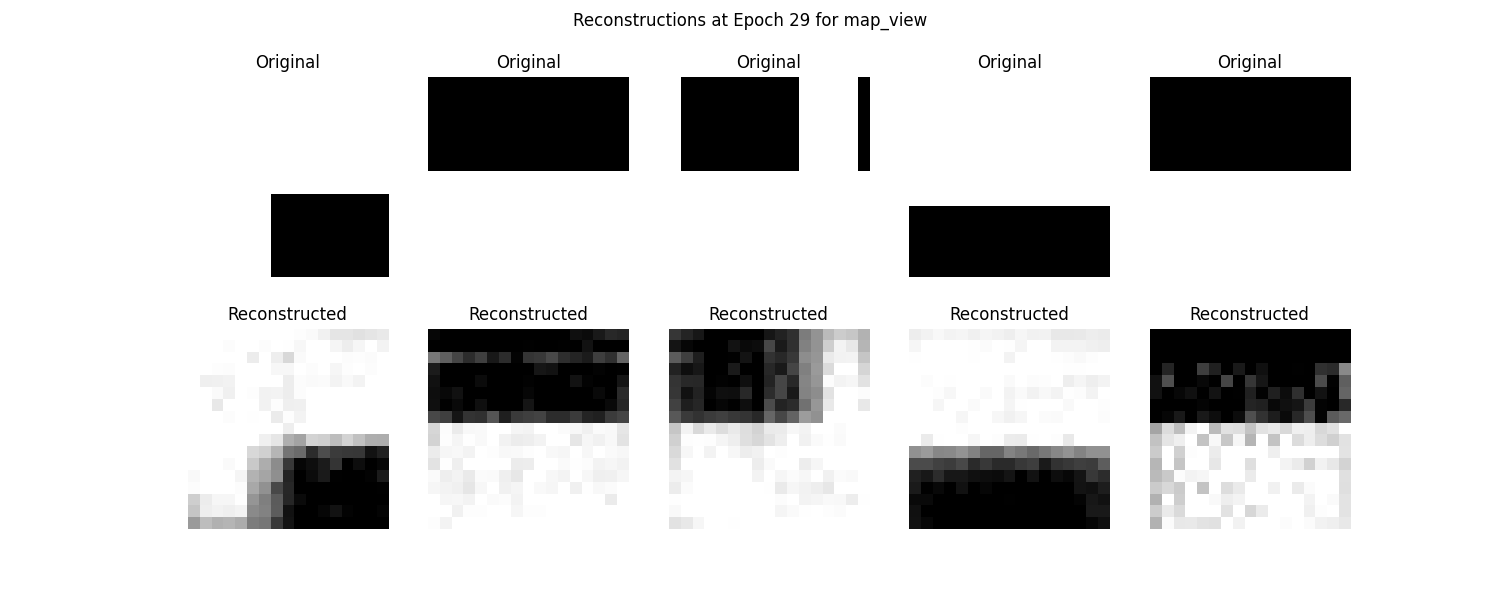 Reconstructions at Epoch 29 for map_view
Original Original Original Original Original
Reconstructed Reconstructed Reconstructed Reconstructed Reconstructed